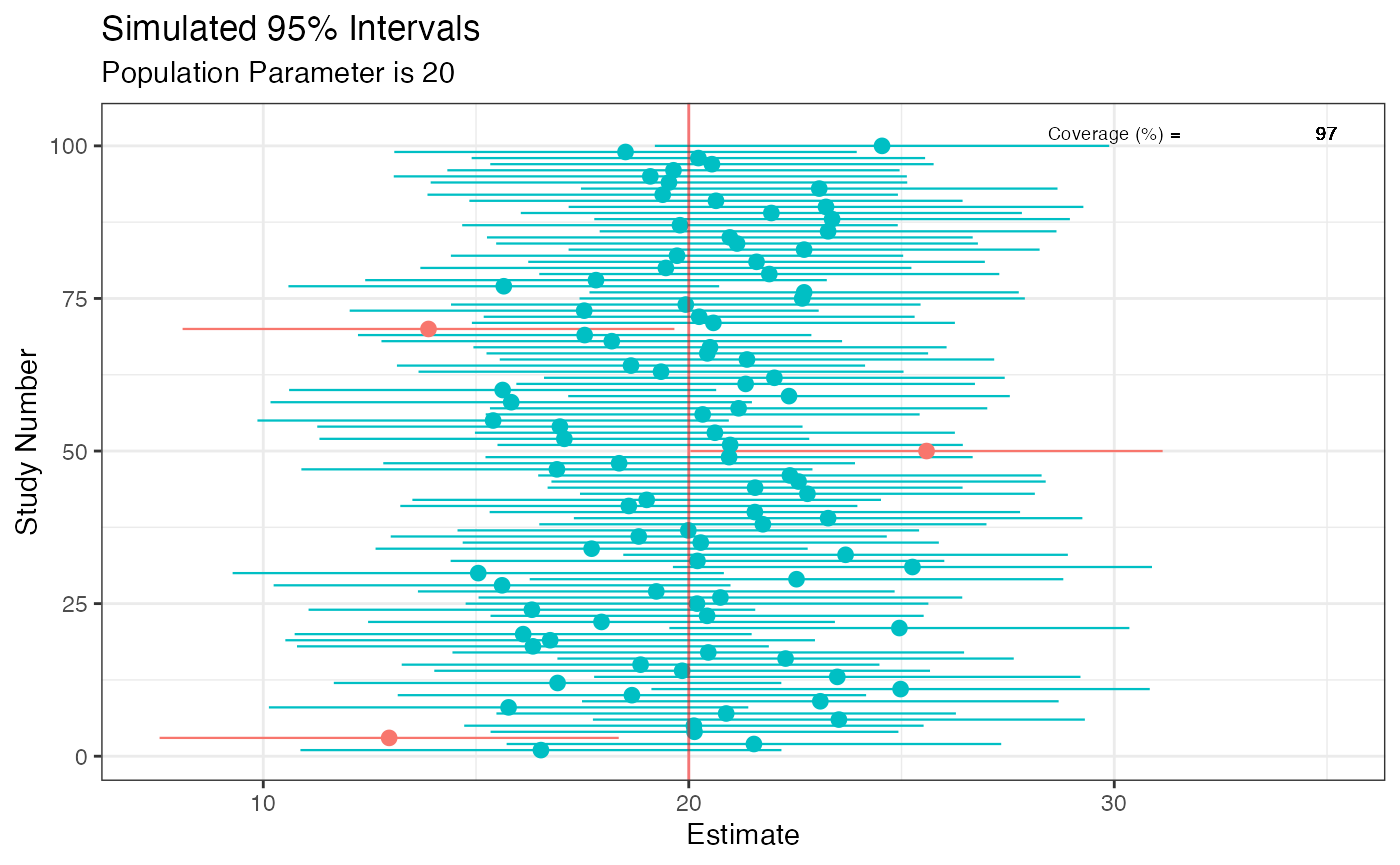 Simulated 95% Intervals
Population Parameter is 20
Coverage (%) = 97
100
75
50
25
0
Study Number
10 20 30
Estimate